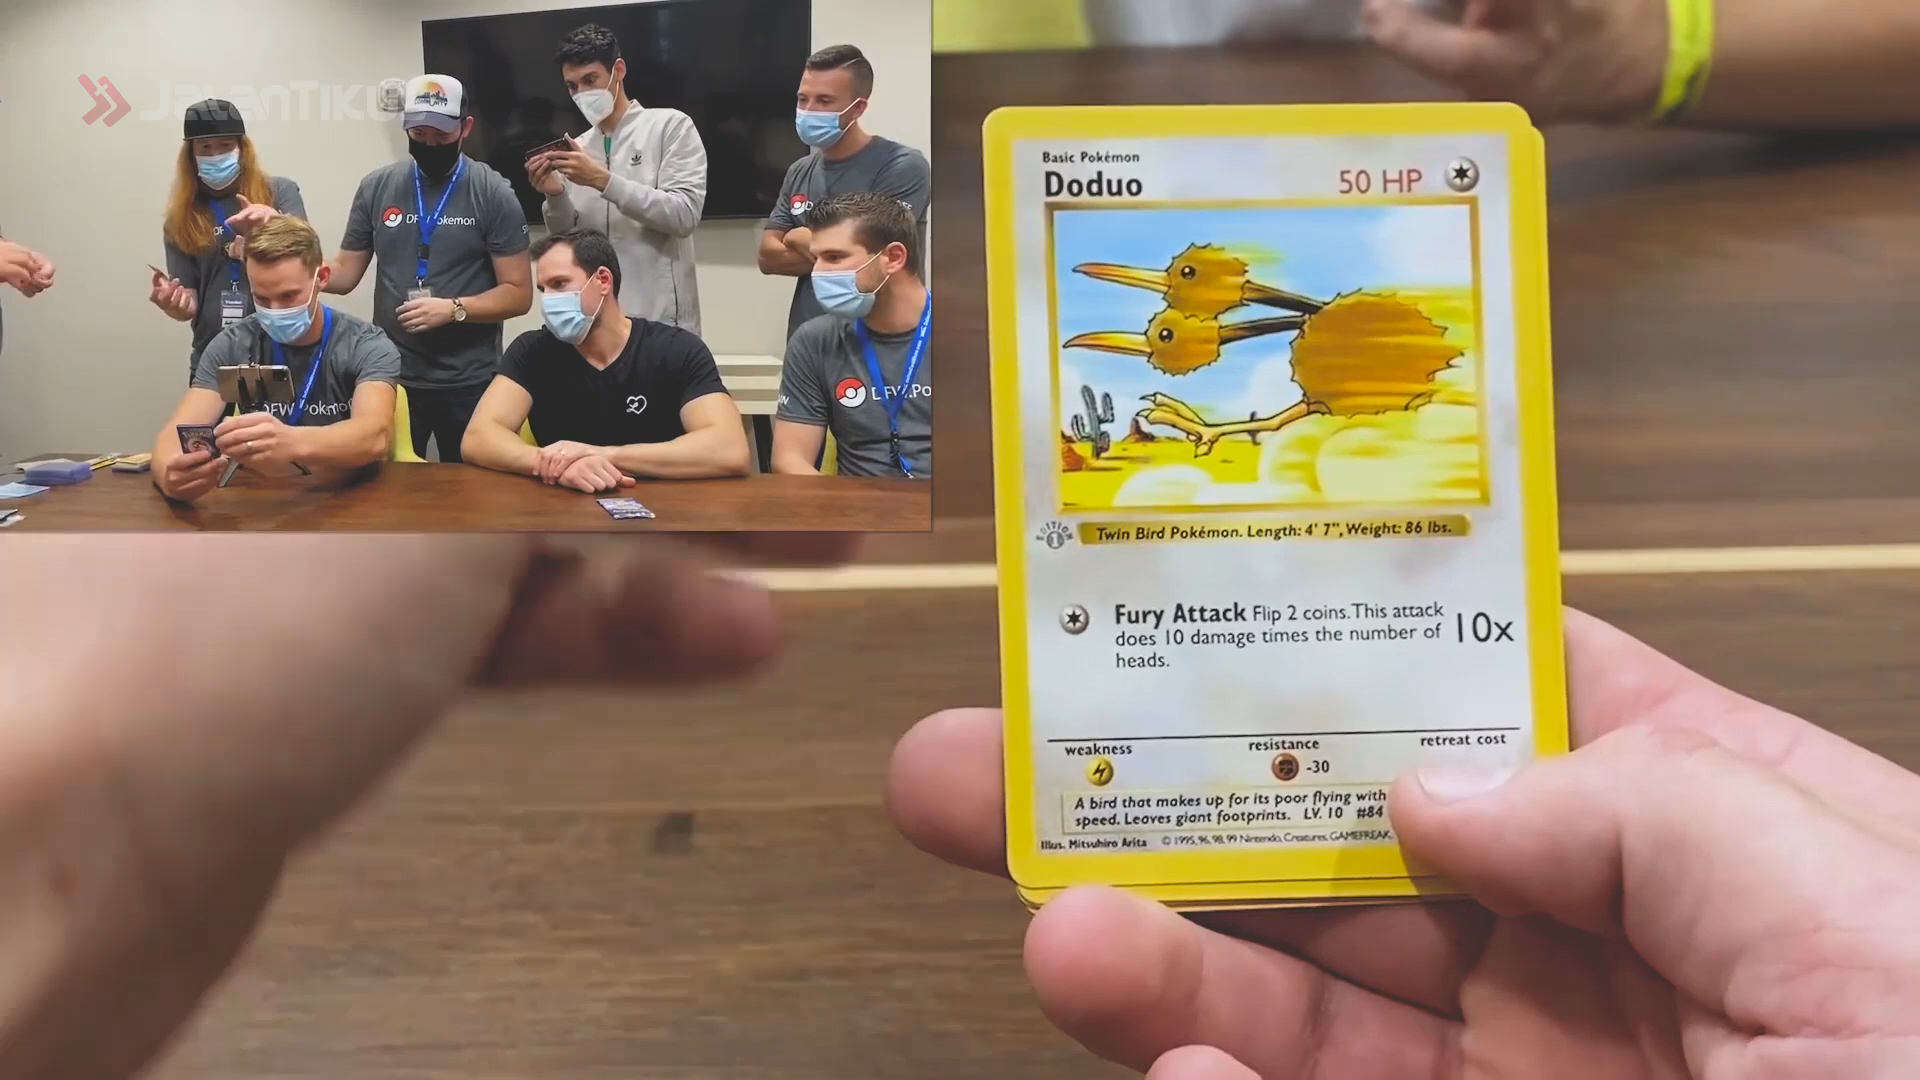 JalanTikus
DFW Pokemon
DFW.Po
Basic Pokémon
Doduo 50 HP
EDITION 1
Twin Bird Pokémon. Length: 4' 7", Weight: 86 lbs.
Fury Attack Flip 2 coins. This attack
does 10 damage times the number of
heads.
10x
weakness resistance retreat cost
-30
A bird that makes up for its poor flying with
speed. Leaves giant footprints. LV. 10 #84
Illus. Mitsuhiro Arita © 1995, 96, 98, 99 Nintendo, Creatures, GAMEFREAK.